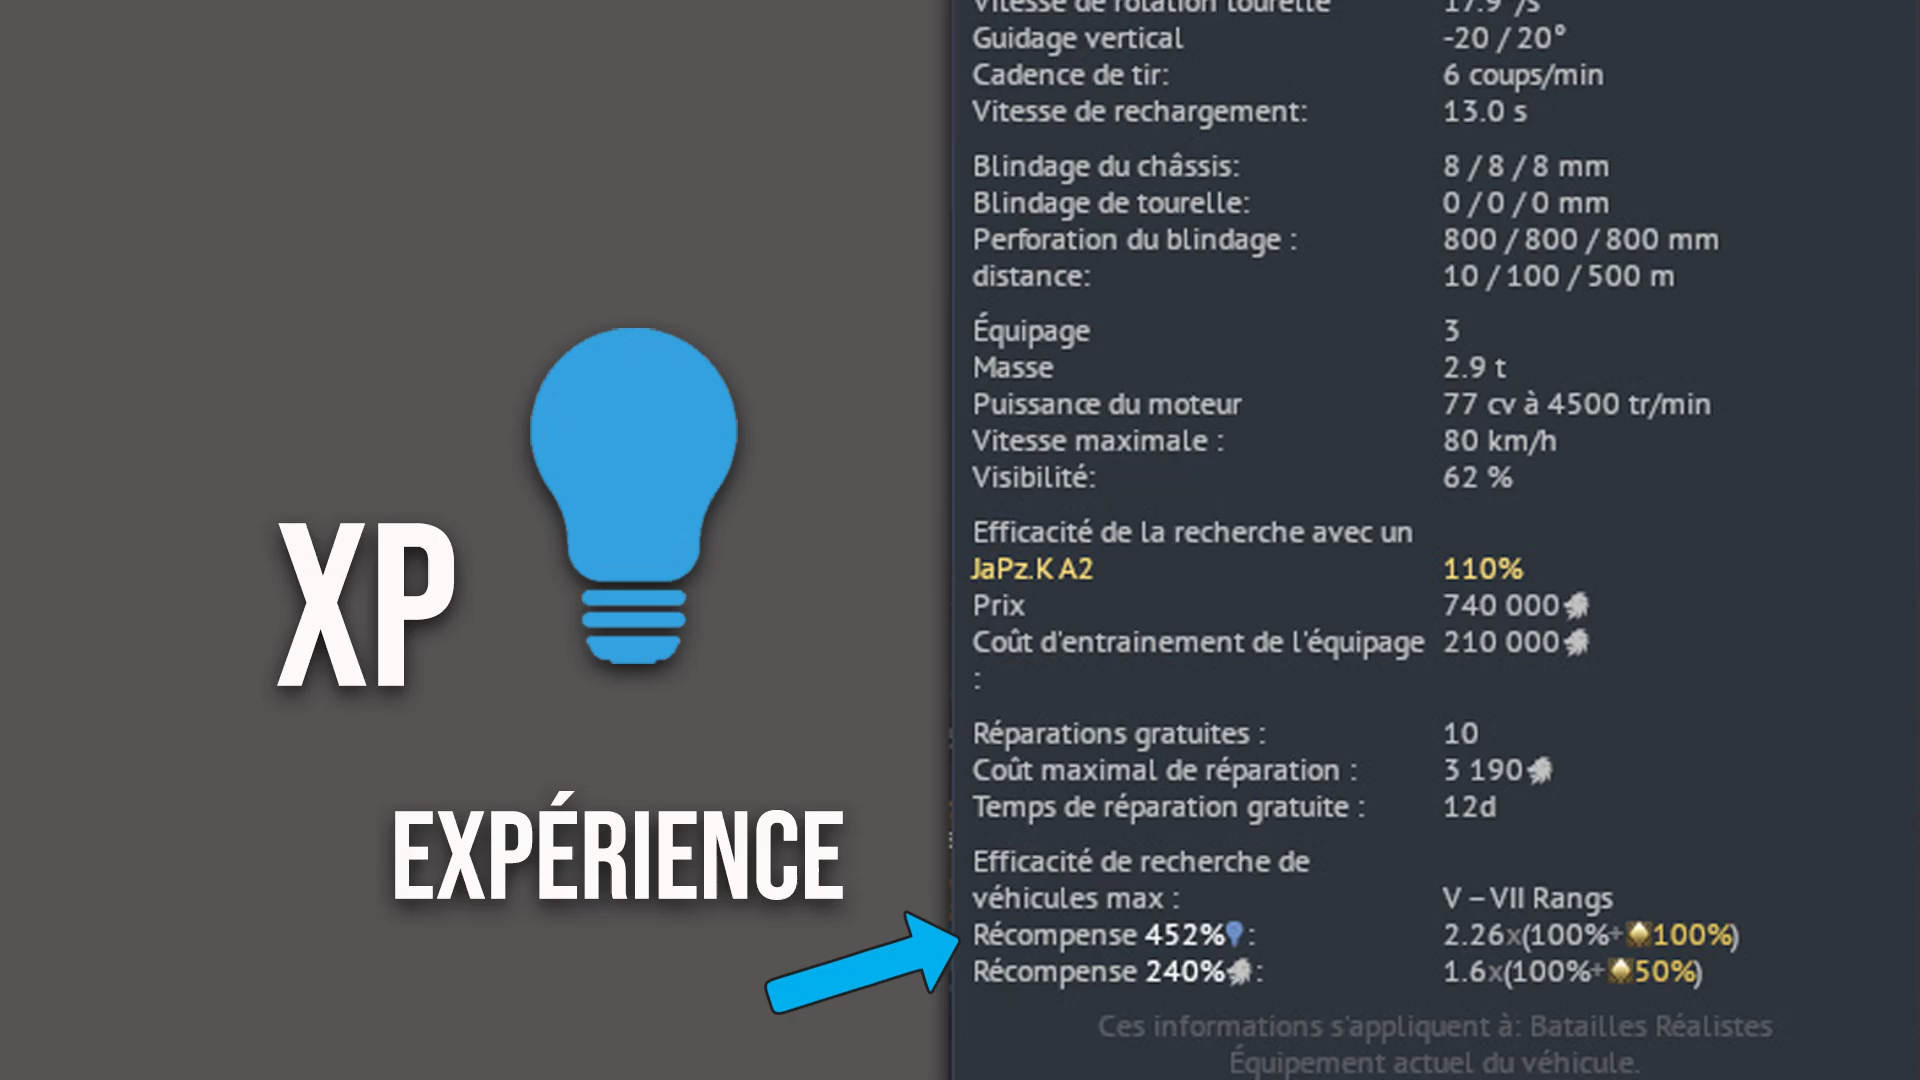 XP
EXPÉRIENCE
Vitesse de rotation tourelle 17.9°/s
Guidage vertical -20 / 20°
Cadence de tir: 6 coups/min
Vitesse de rechargement: 13.0 s
Blindage du châssis: 8 / 8 / 8 mm
Blindage de tourelle: 0 / 0 / 0 mm
Perforation du blindage : 800 / 800 / 800 mm
distance: 10 / 100 / 500 m
Équipage 3
Masse 2.9 t
Puissance du moteur 77 cv à 4500 tr/min
Vitesse maximale : 80 km/h
Visibilité: 62 %
Efficacité de la recherche avec un
JaPz.K A2 110%
Prix 740 000
Coût d'entrainement de l'équipage 210 000
:
Réparations gratuites : 10
Coût maximal de réparation : 3 190
Temps de réparation gratuite : 12d
Efficacité de recherche de
véhicules max : V – VII Rangs
Récompense 452% : 2.26x(100%+100%)
Récompense 240% : 1.6x(100%+50%)
Ces informations s'appliquent à: Batailles Réalistes
Équipement actuel du véhicule.